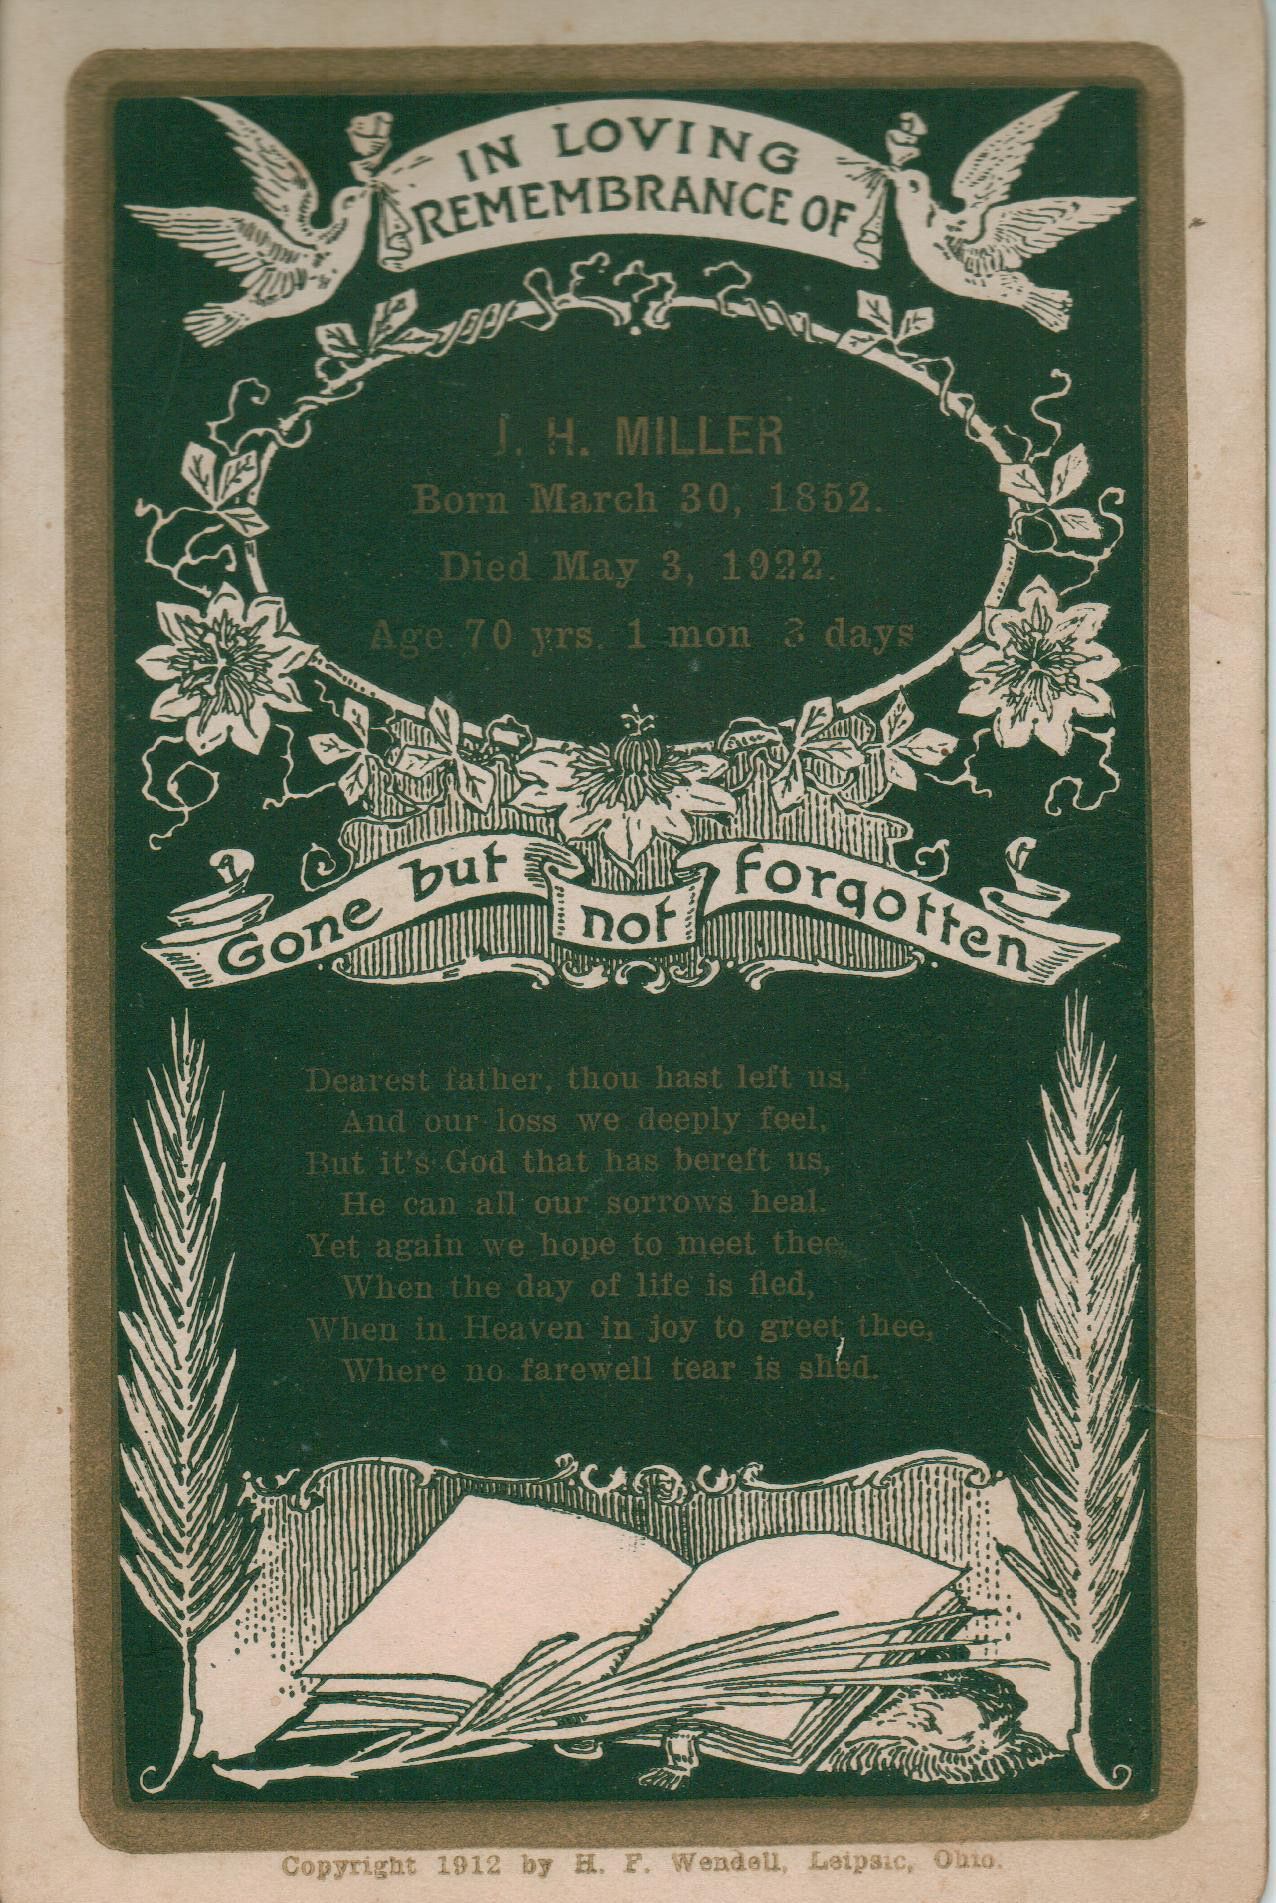 IN LOVING
REMEMBRANCE OF
J. H. MILLER
Born March 30, 1852.
Died May 3, 1922.
Age 70 yrs. 1 mon 3 days
Gone but not forgotten
Dearest father, thou hast left us,
And our loss we deeply feel,
But it's God that has bereft us,
He can all our sorrows heal.
Yet again we hope to meet thee,
When the day of life is fled,
When in Heaven in joy to greet thee,
Where no farewell tear is shed.
Copyright 1912 by H. F. Wendell, Leipsic, Ohio.